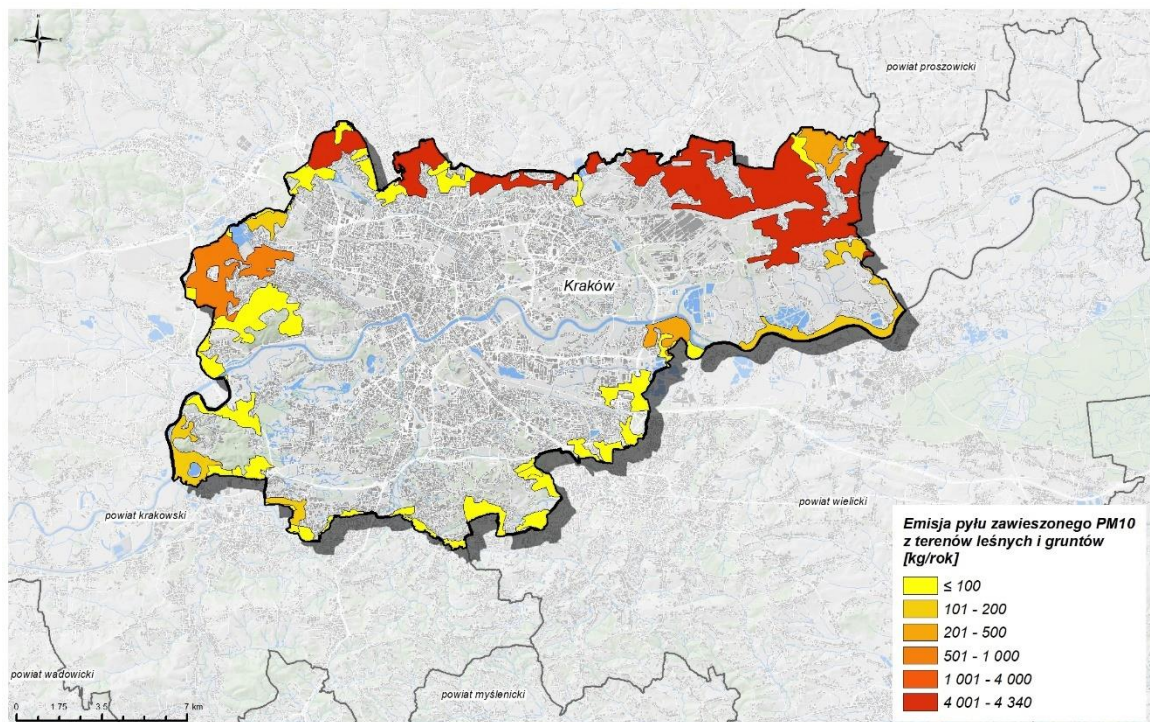 powiat proszowicki
Kraków
powiat krakowski
powiat wielicki
powiat wadowicki
powiat myślenicki
0 1.75 3.5 7 km
Emisja pyłu zawieszonego PM10
z terenów leśnych i gruntów
[kg/rok]
≤ 100
101 - 200
201 - 500
501 - 1 000
1 001 - 4 000
4 001 - 4 340